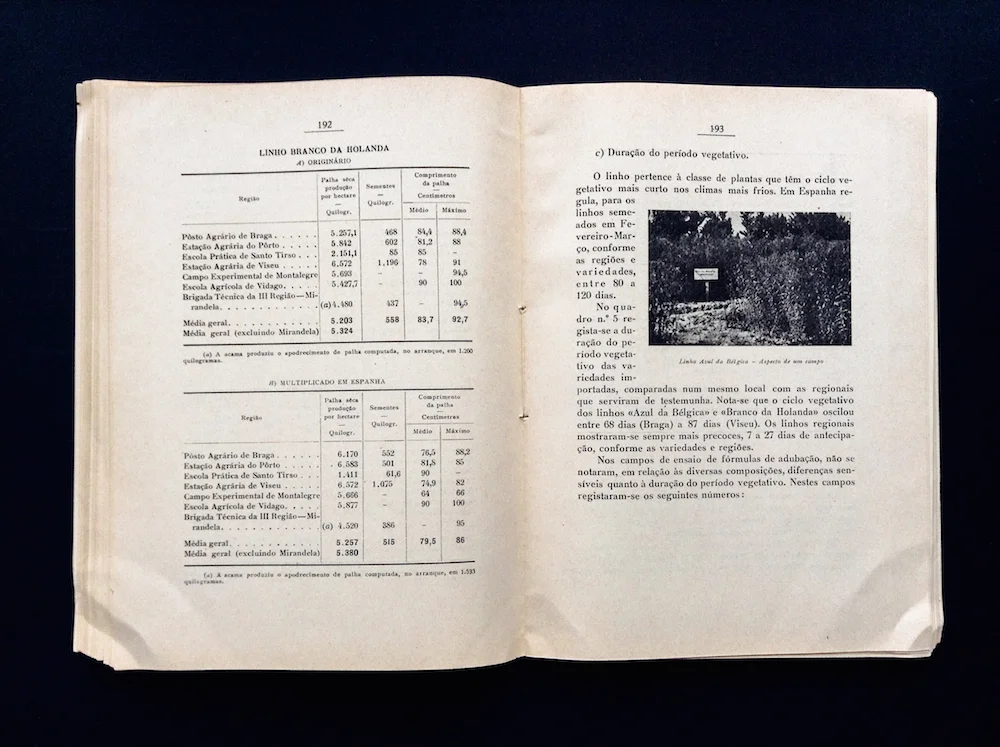 192
LINHO BRANCO DA HOLANDA
A) ORIGINÁRIO
Região
Palha sêca
produção
por hectare
—
Quilogr.
Sementes
—
Quilogr.
Comprimento
da palha
—
Centímetros
Médio
Máximo
Pôsto Agrário de Braga . . . . . . 5.257,1 468 84,4 88,4
Estação Agrária do Pôrto . . . . . 5.842 602 81,2 88
Escola Prática de Santo Tirso . . . 2.151,1 85 85 –
Estação Agrária de Viseu . . . . . 6.572 1.196 78 91
Campo Experimental de Montalegre 5.693 – – 94,5
Escola Agrícola de Vidago. . . . . 5.427,7 – 90 100
Brigada Técnica da III Região—Mi-
randela. . . . . . . . . . . . . (a) 4.480 437 – 94,5
Média geral. . . . . . . . . . . . 5.203 558 83,7 92,7
Média geral (excluindo Mirandela) 5.324
(a) A acama produziu o apodrecimento de palha computada, no arranque, em 1.200
quilogramas.
B) MULTIPLICADO EM ESPANHA
Região
Palha sêca
produção
por hectare
—
Quilogr.
Sementes
—
Quilogr.
Comprimento
da palha
—
Centímetros
Médio
Máximo
Pôsto Agrário de Braga . . . . . . 6.170 552 76,5 88,2
Estação Agrária do Pôrto . . . . . 6.583 501 81,8 85
Escola Prática de Santo Tirso . . . 1.411 61,6 90 –
Estação Agrária de Viseu . . . . . 6.572 1.075 74,9 82
Campo Experimental de Montalegre 5.666 – 64 66
Escola Agrícola de Vidago. . . . . 5.877 – 90 100
Brigada Técnica da III Região—Mi-
randela. . . . . . . . . . . . . (a) 4.520 386 – 95
Média geral. . . . . . . . . . . . 5.257 515 79,5 86
Média geral (excluindo Mirandela) 5.380
(a) A acama produziu o apodrecimento de palha computada, no arranque, em 1.533
quilogramas.
193
c) Duração do período vegetativo.
O linho pertence à classe de plantas que têm o ciclo ve-
getativo mais curto nos climas mais frios. Em Espanha re-
gula, para os
linhos seme-
ados em Fe-
vereiro-Mar-
ço, conforme
as regiões e
variedades,
entre 80 a
120 dias.
No qua-
dro n.º 5 re-
gista-se a du-
ração do pe-
ríodo vegeta-
tivo das va-
riedades im-
Linho Azul da Bélgica – Aspecto de um campo
portadas, comparadas num mesmo local com as regionais
que serviram de testemunha. Nota-se que o ciclo vegetativo
dos linhos «Azul da Bélgica» e «Branco da Holanda» oscilou
entre 68 dias (Braga) a 87 dias (Viseu). Os linhos regionais
mostraram-se sempre mais precoces, 7 a 27 dias de antecipa-
ção, conforme as variedades e regiões.
Nos campos de ensaio de fórmulas de adubação, não se
notaram, em relação às diversas composições, diferenças sen-
síveis quanto à duração do período vegetativo. Nestes campos
registaram-se os seguintes números :